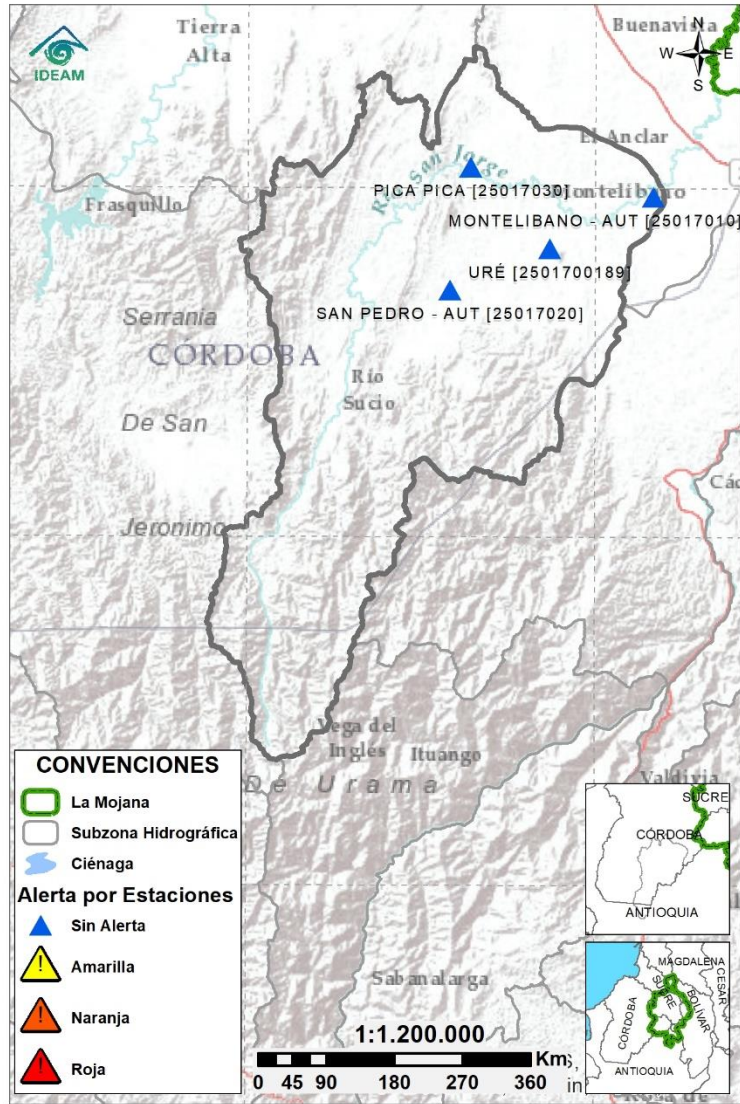 IDEAM
Tierra
Alta
Buenavista
N
W
E
S
El Anclar
Río San Jorge
PICA PICA [25017030]
Montelibano
Frasquillo
MONTELIBANO - AUT [25017010]
URÉ [2501700189]
SAN PEDRO - AUT [25017020]
Serrania
CÓRDOBA
Río
Sucio
De San
Các
Jeronimo
Vega del
Ingles
Ituango
De Urama
Valdivia
Sabanalarga
CONVENCIONES
La Mojana
Subzona Hidrográfica
Ciénaga
Alerta por Estaciones
Sin Alerta
! Amarilla
! Naranja
! Roja
1:1.200.000
Km
0 45 90 180 270 360
SUCRE
CÓRDOBA
ANTIOQUIA
MAGDALENA
CESAR
SUCRE
BOLÍVAR
CÓRDOBA
ANTIOQUIA